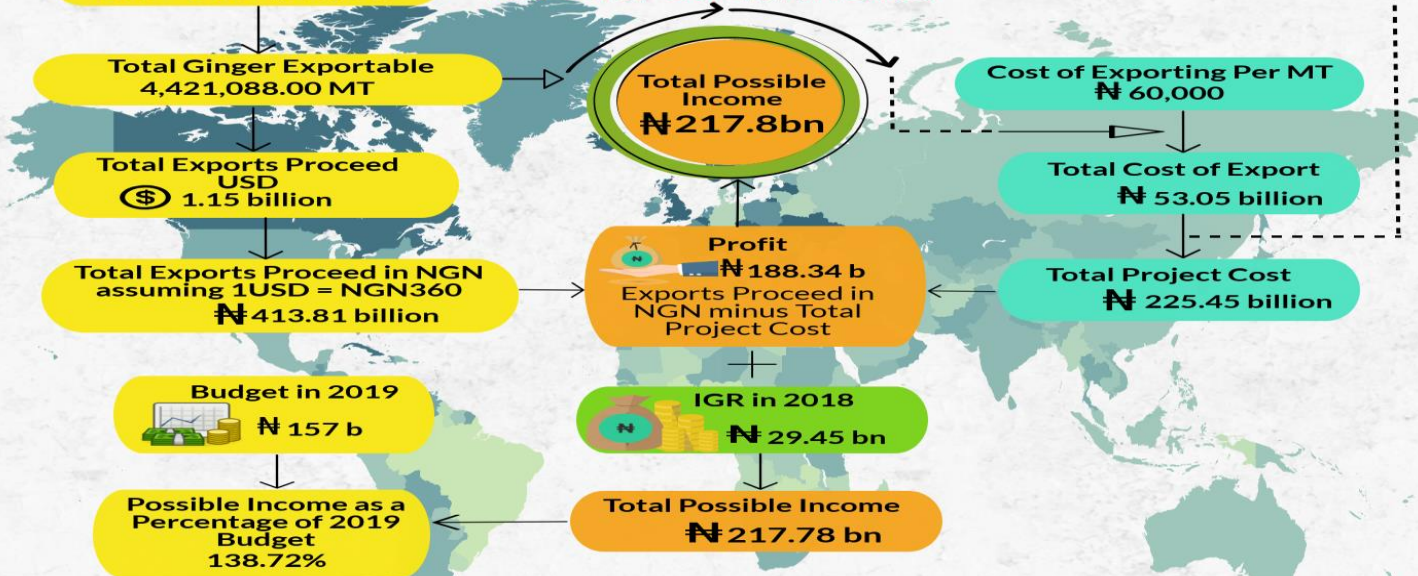 Total Ginger Exportable
4,421,088.00 MT
Total Exports Proceed
USD
$ 1.15 billion
Total Exports Proceed in NGN
assuming 1USD = NGN360
₦ 413.81 billion
Budget in 2019
₦ 157 b
Possible Income as a
Percentage of 2019
Budget
138.72%
Total Possible
Income
₦217.8bn
Profit
₦ 188.34 b
Exports Proceed in
NGN minus Total
Project Cost
₦
IGR in 2018
₦
₦ 29.45 bn
Total Possible Income
₦ 217.78 bn
Cost of Exporting Per MT
₦ 60,000
Total Cost of Export
₦ 53.05 billion
Total Project Cost
₦ 225.45 billion